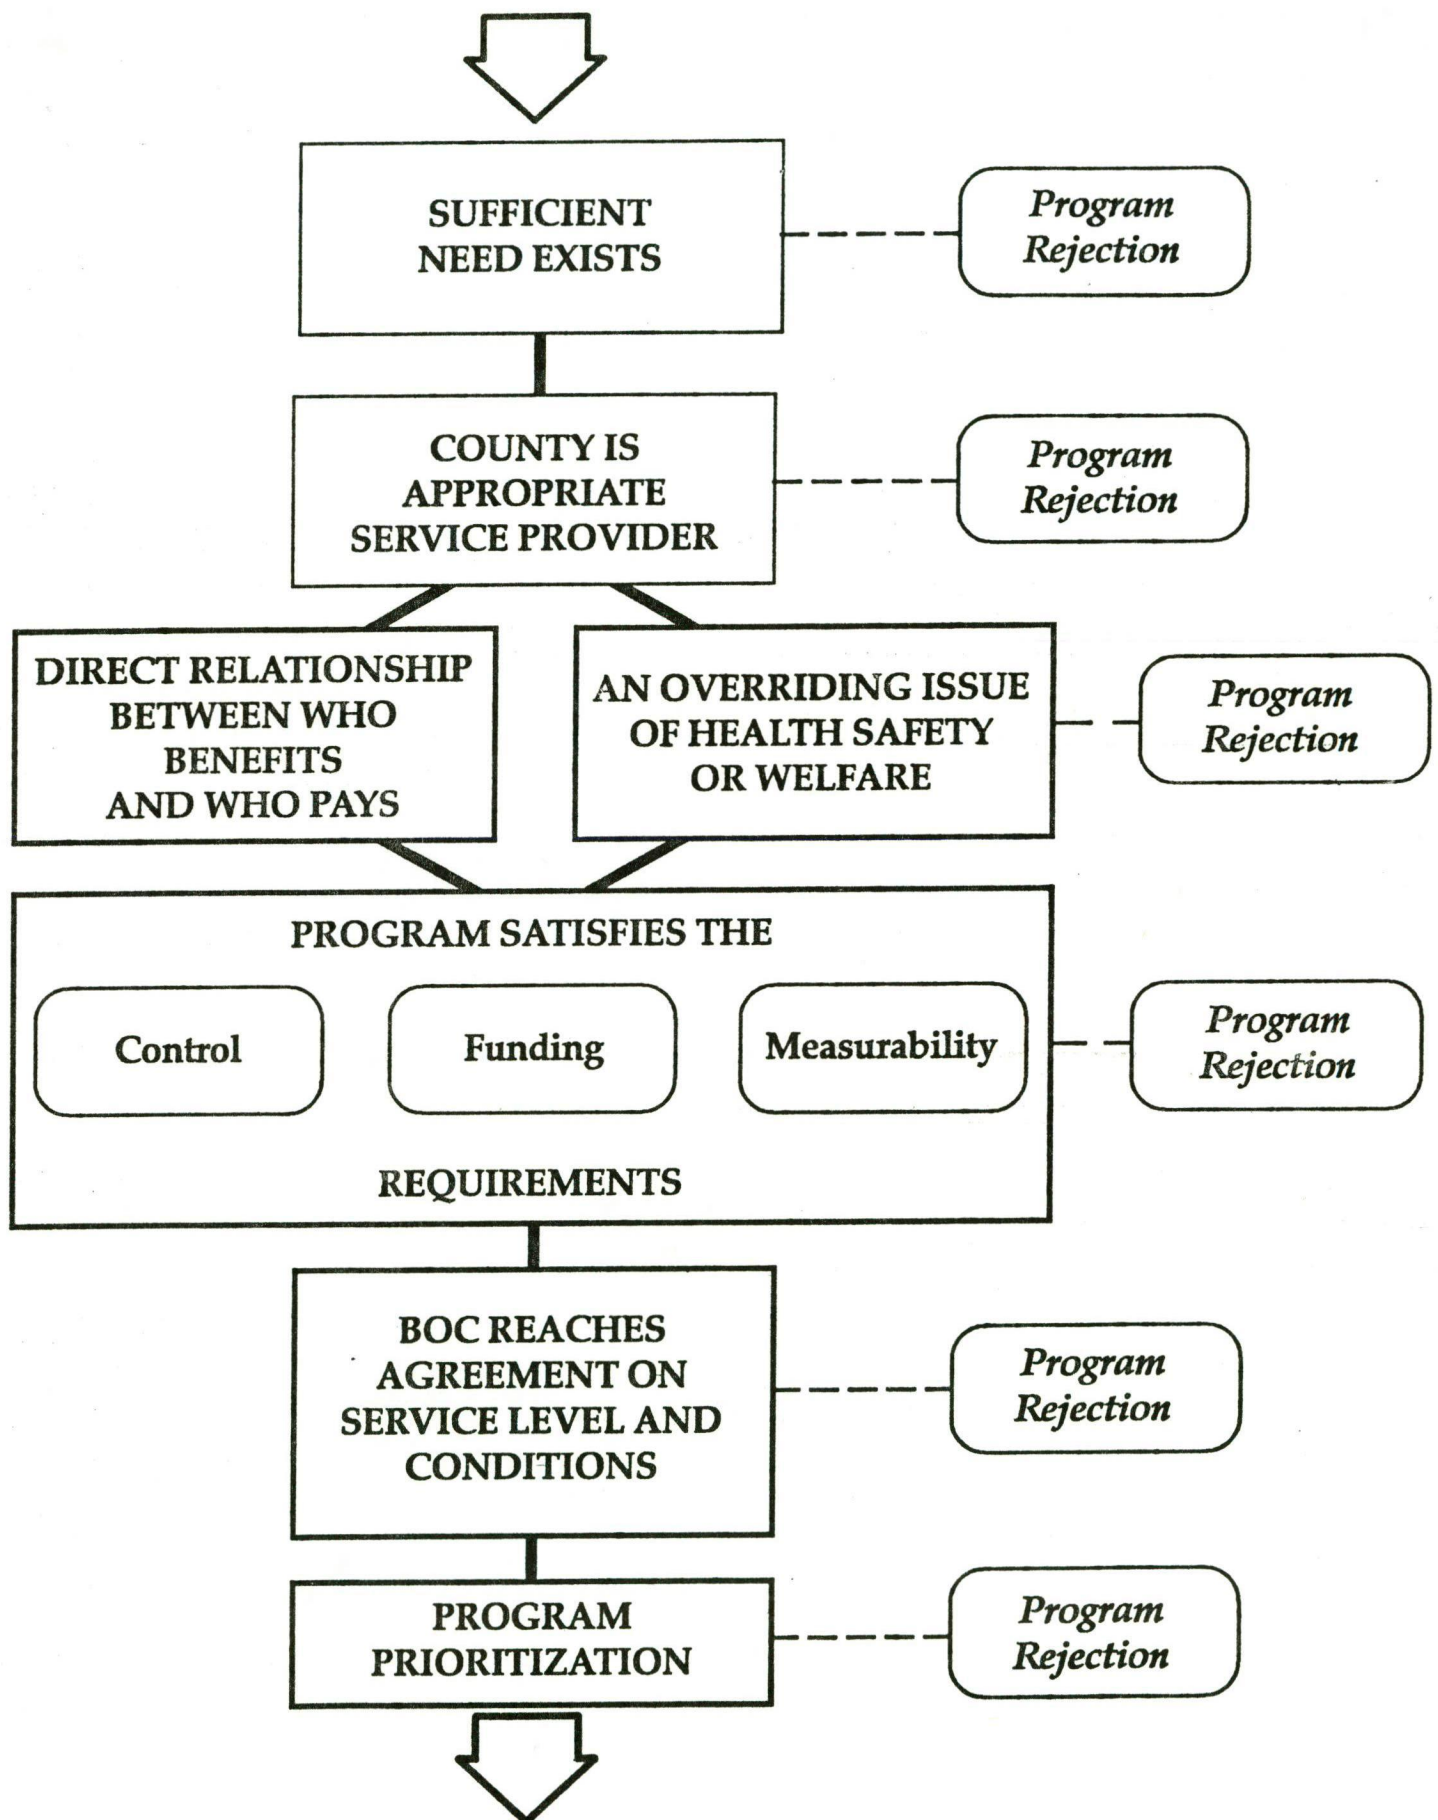 SUFFICIENT
NEED EXISTS
Program
Rejection
COUNTY IS
APPROPRIATE
SERVICE PROVIDER
Program
Rejection
DIRECT RELATIONSHIP
BETWEEN WHO
BENEFITS
AND WHO PAYS
AN OVERRIDING ISSUE
OF HEALTH SAFETY
OR WELFARE
Program
Rejection
PROGRAM SATISFIES THE
Control
Funding
Measurability
REQUIREMENTS
Program
Rejection
BOC REACHES
AGREEMENT ON
SERVICE LEVEL AND
CONDITIONS
Program
Rejection
PROGRAM
PRIORITIZATION
Program
Rejection